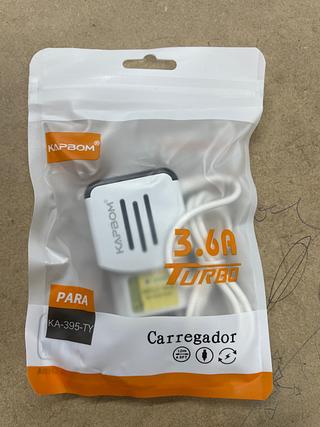 KAPBOM®
KAPBOM®
3.6A
TURBO
PARA
KA-395-TY
Carregador